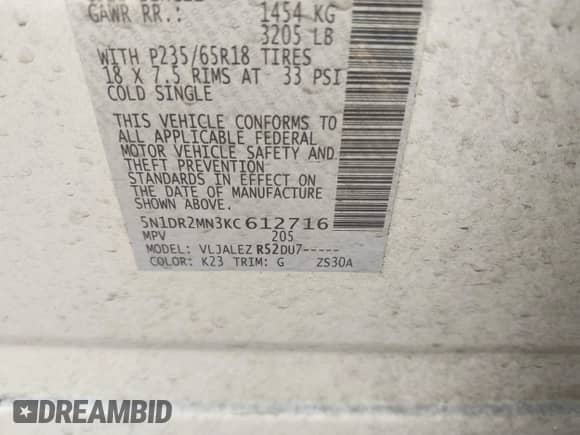 GAWR RR.: 1454 KG
3205 LB
WITH P235/65R18 TIRES
18 X 7.5 RIMS AT 33 PSI
COLD SINGLE
THIS VEHICLE CONFORMS TO
ALL APPLICABLE FEDERAL
MOTOR VEHICLE SAFETY AND
THEFT PREVENTION
STANDARDS IN EFFECT ON
THE DATE OF MANUFACTURE
SHOWN ABOVE.
5N1DR2MN3KC612716
MPV 205
MODEL: VLJALEZ R52DU7-----
COLOR: K23 TRIM: G ZS30A
DREAMBID